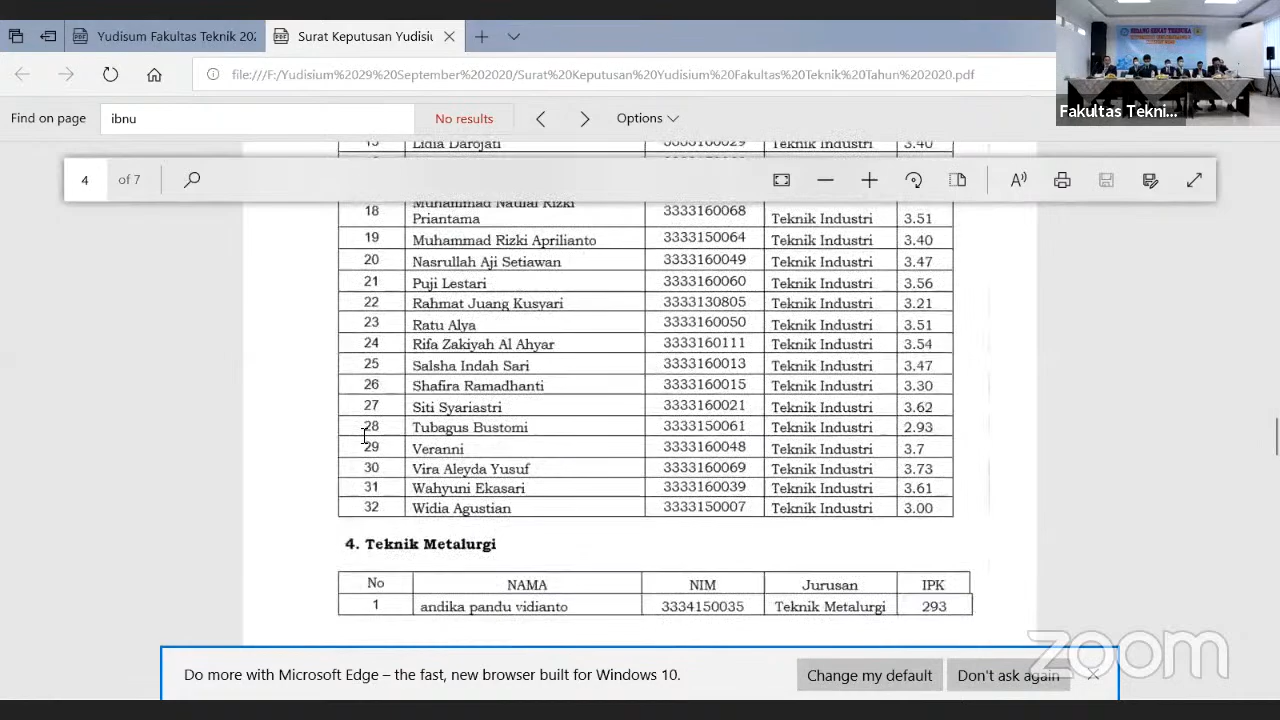 Yudisum Fakultas Teknik 202
Surat Keputusan Yudisiu
file:///F:/Yudisium%2029%20September%202020/Surat%20Keputusan%20Yudisium%20Fakultas%20Teknik%20Tahun%202020.pdf
Fakultas Tekni...
Find on page ibnu No results Options
15 Lidia Darojati 3333160029 Teknik Industri 3.40
4 of 7
18 Muhammad Naufal Rizki Priantama 3333160068 Teknik Industri 3.51
19 Muhammad Rizki Aprilianto 3333150064 Teknik Industri 3.40
20 Nasrullah Aji Setiawan 3333160049 Teknik Industri 3.47
21 Puji Lestari 3333160060 Teknik Industri 3.56
22 Rahmat Juang Kusyari 3333130805 Teknik Industri 3.21
23 Ratu Alya 3333160050 Teknik Industri 3.51
24 Rifa Zakiyah Al Ahyar 3333160111 Teknik Industri 3.54
25 Salsha Indah Sari 3333160013 Teknik Industri 3.47
26 Shafira Ramadhanti 3333160015 Teknik Industri 3.30
27 Siti Syariastri 3333160021 Teknik Industri 3.62
28 Tubagus Bustomi 3333150061 Teknik Industri 2.93
29 Veranni 3333160048 Teknik Industri 3.7
30 Vira Aleyda Yusuf 3333160069 Teknik Industri 3.73
31 Wahyuni Ekasari 3333160039 Teknik Industri 3.61
32 Widia Agustian 3333150007 Teknik Industri 3.00
4. Teknik Metalurgi
No NAMA NIM Jurusan IPK
1 andika pandu vidianto 3334150035 Teknik Metalurgi 293
Do more with Microsoft Edge – the fast, new browser built for Windows 10. Change my default Don't ask again
zoom